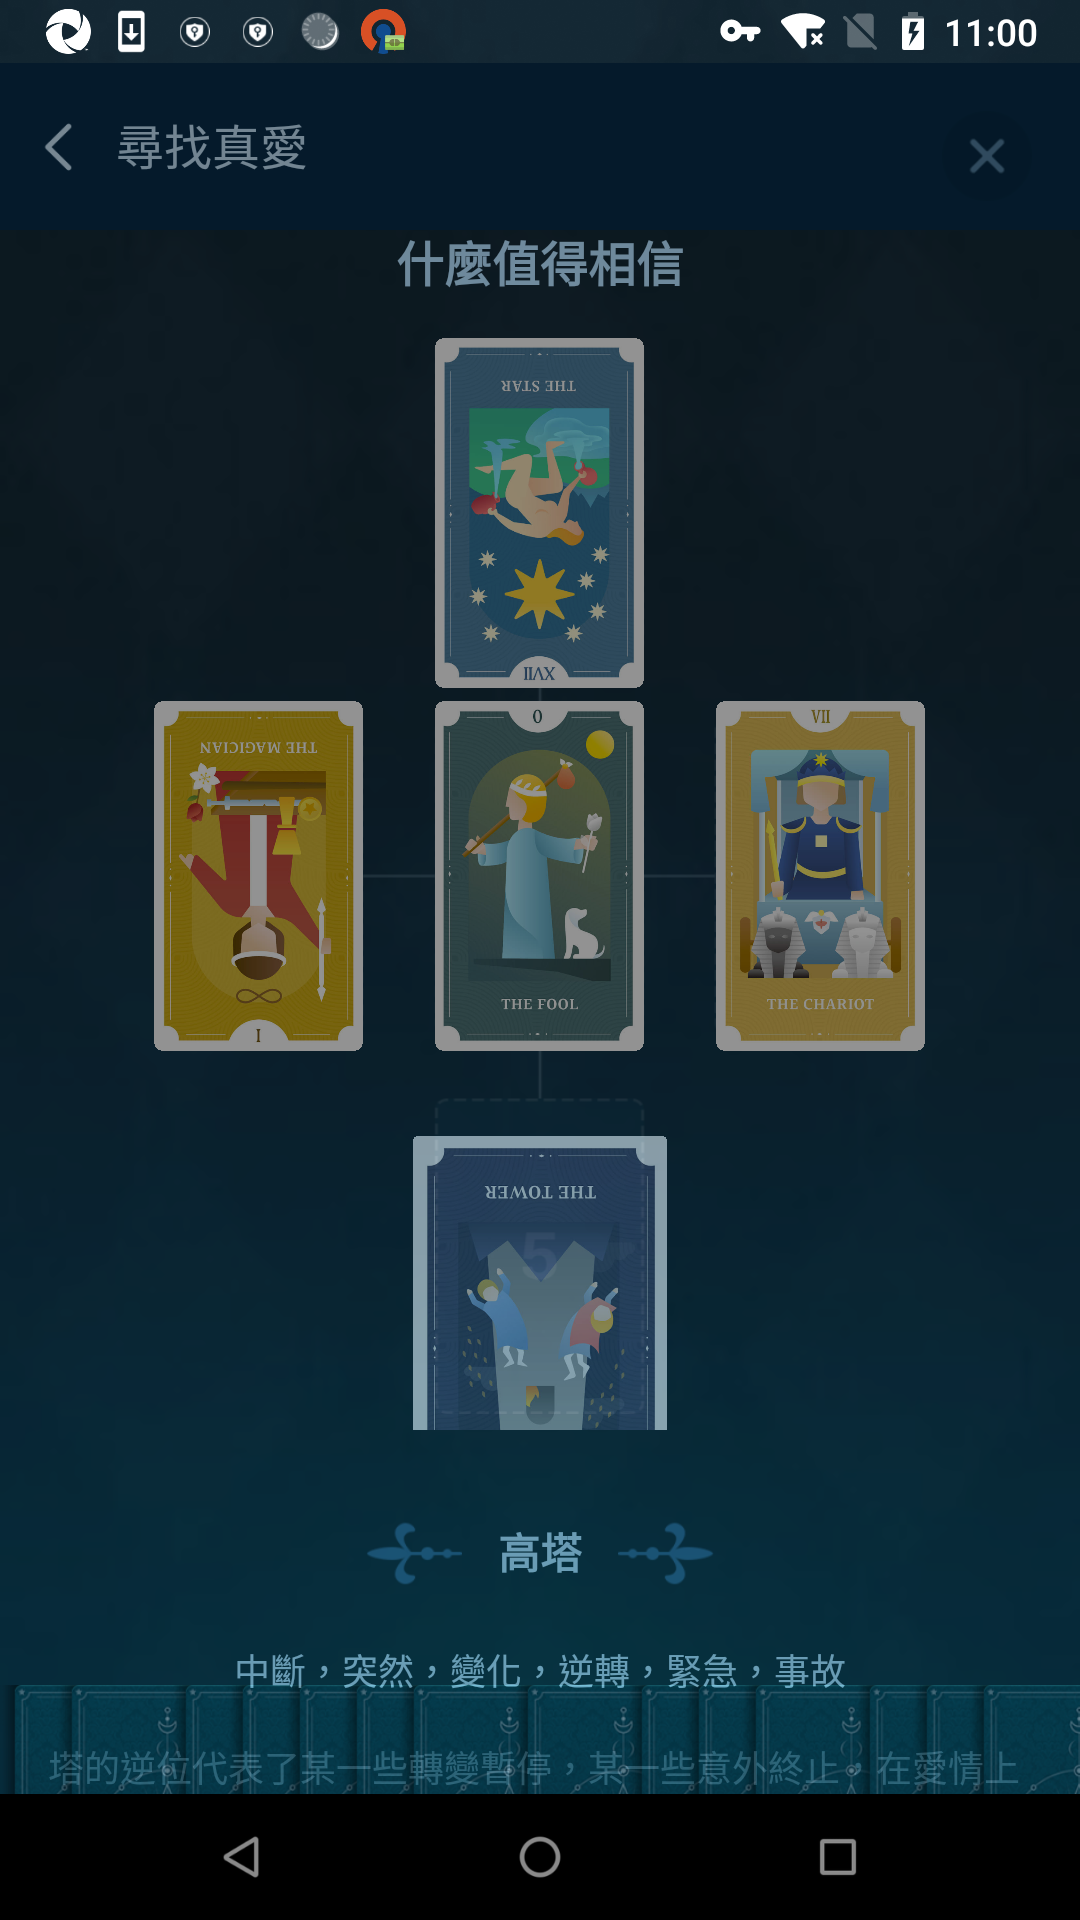 11:00
尋找真愛
什麼值得相信
THE STAR
XVII
THE MAGICIAN
I
0
THE FOOL
VII
THE CHARIOT
THE TOWER
5
高塔
中斷，突然，變化，逆轉，緊急，事故
塔的逆位代表了某一些轉變暫停，某一些意外終止，在愛情上